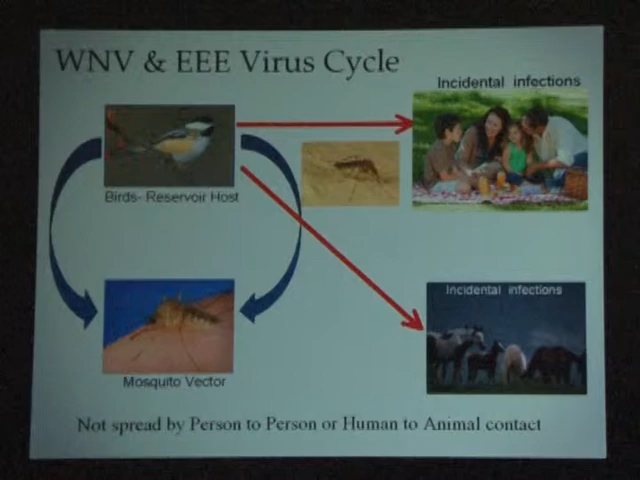 WNV & EEE Virus Cycle
Incidental infections
Birds- Reservoir Host
Incidental infections
Mosquito Vector
Not spread by Person to Person or Human to Animal contact